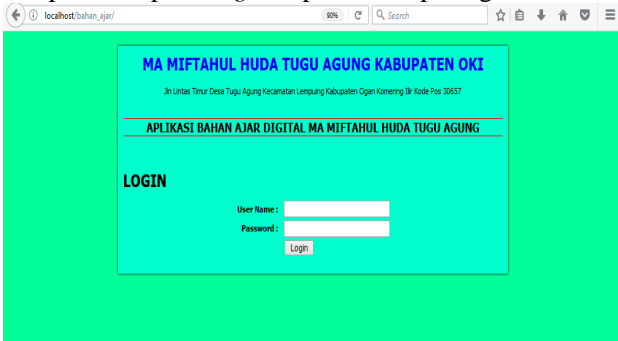 localhost/bahan_ajar/
90%
Search
MA MIFTAHUL HUDA TUGU AGUNG KABUPATEN OKI
Jln Lintas Timur Desa Tugu Agung Kecamatan Lempuing Kabupaten Ogan Komering Ilir Kode Pos 30657
APLIKASI BAHAN AJAR DIGITAL MA MIFTAHUL HUDA TUGU AGUNG
LOGIN
User Name :
Password :
Login